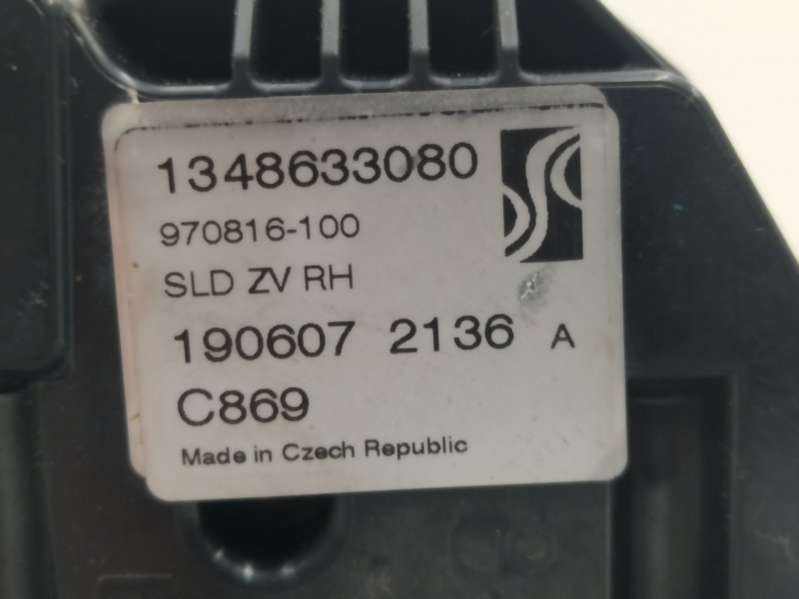 1348633080
970816-100
SLD ZV RH
190607 2136 A
C869
Made in Czech Republic